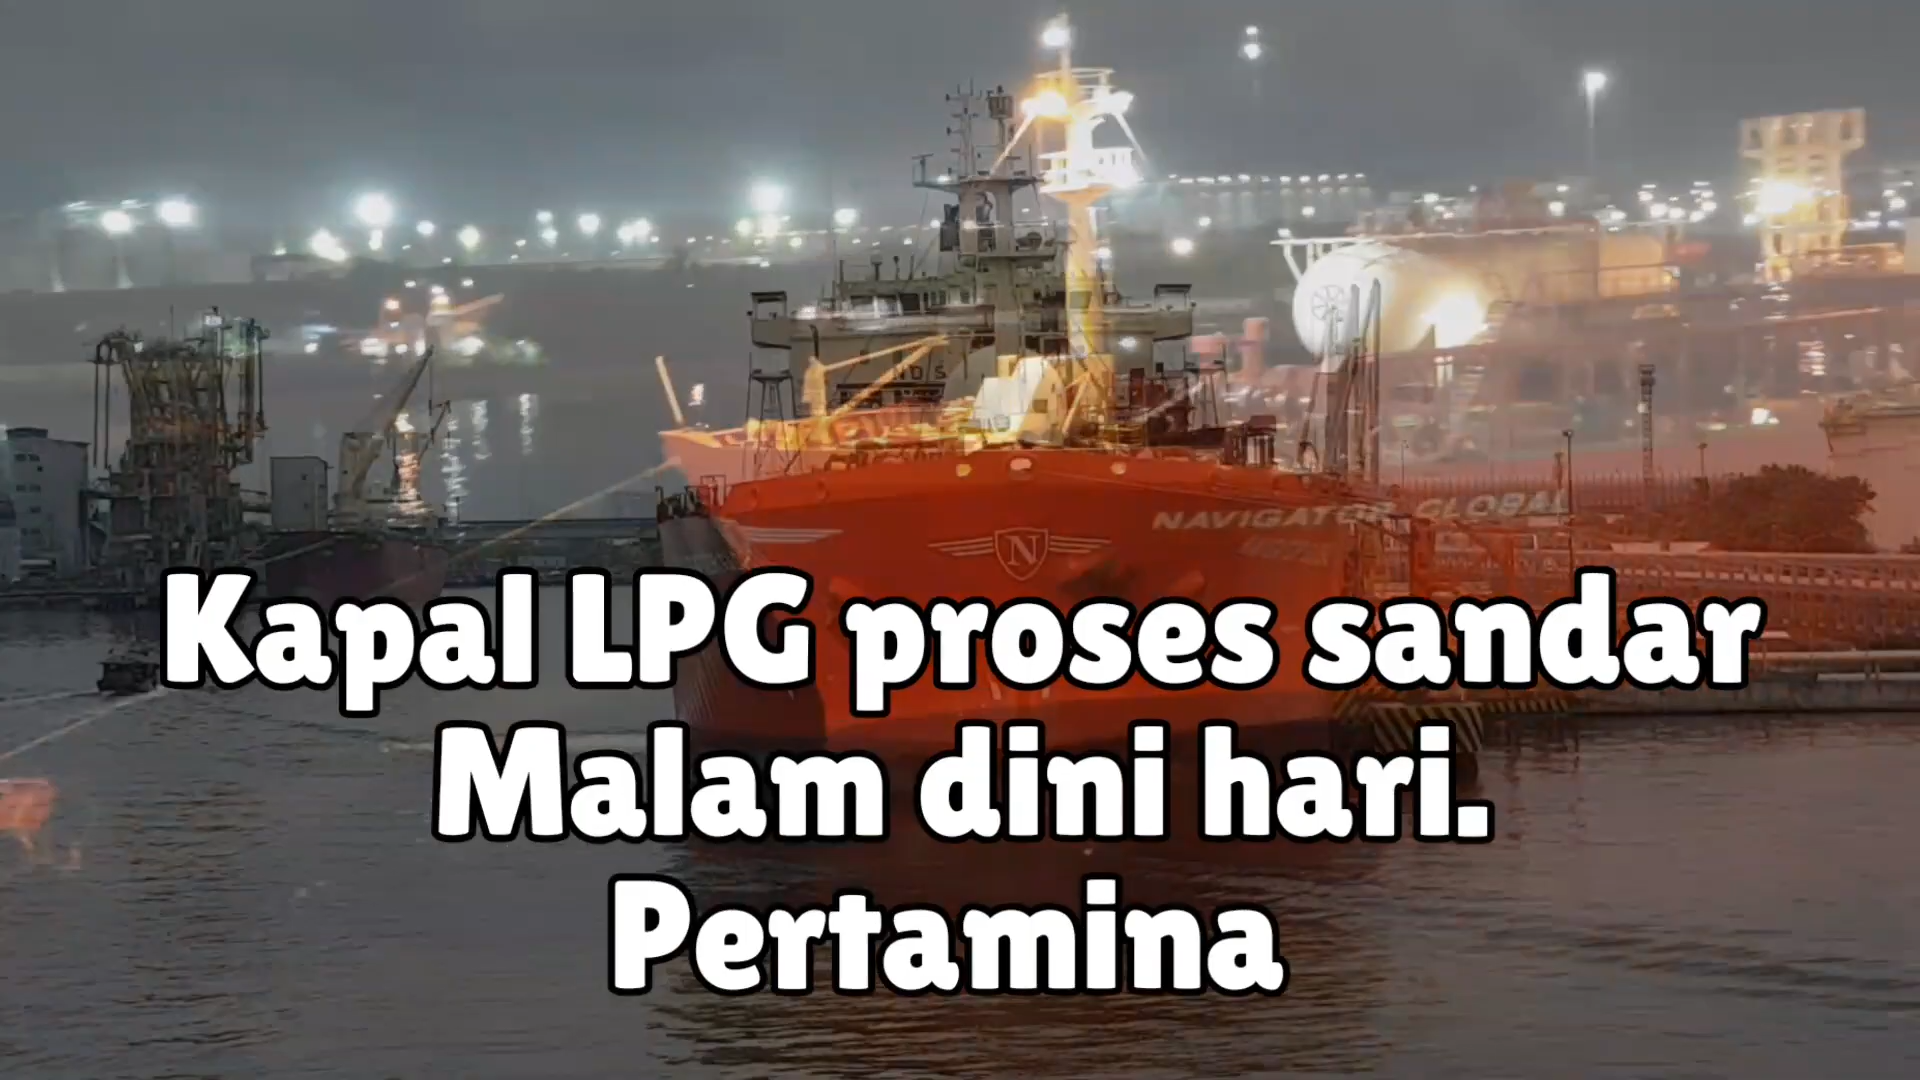 NAVIGATOR GLOBAL
N
Kapal LPG proses sandar
Malam dini hari.
Pertamina